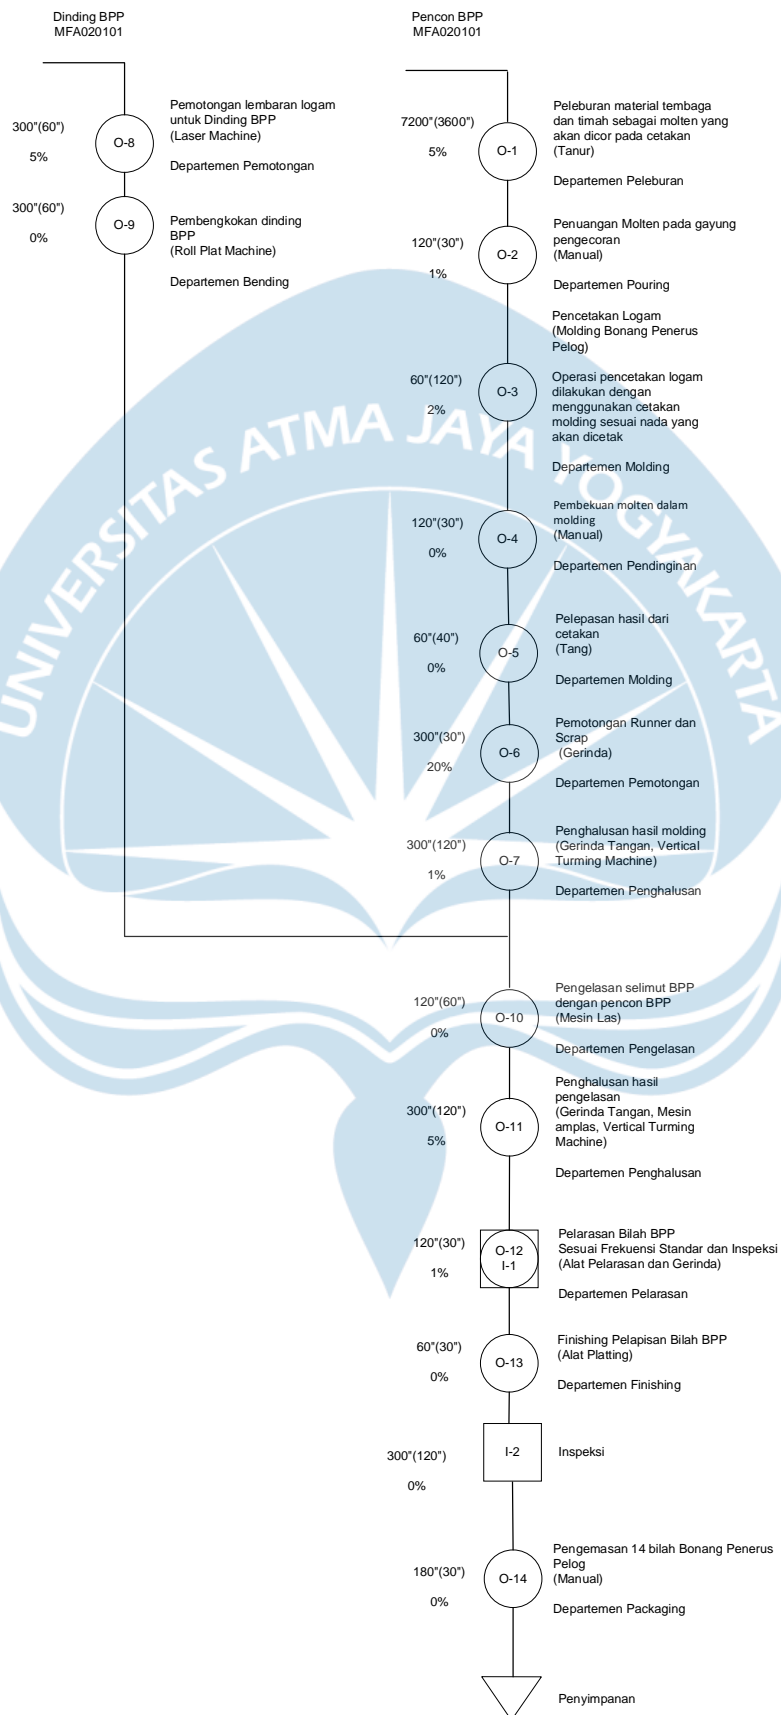 Dinding BPP
MFA020101
300"(60")
5%
O-8
Pemotongan lembaran logam
untuk Dinding BPP
(Laser Machine)
Departemen Pemotongan
300"(60")
0%
O-9
Pembengkokan dinding
BPP
(Roll Plat Machine)
Departemen Bending
Pencon BPP
MFA020101
7200"(3600")
5%
O-1
Peleburan material tembaga
dan timah sebagai molten yang
akan dicor pada cetakan
(Tanur)
Departemen Peleburan
120"(30")
1%
O-2
Penuangan Molten pada gayung
pengecoran
(Manual)
Departemen Pouring
60"(120")
2%
O-3
Pencetakan Logam
(Molding Bonang Penerus
Pelog)
Operasi pencetakan logam
dilakukan dengan
menggunakan cetakan
molding sesuai nada yang
akan dicetak
Departemen Molding
120"(30")
0%
O-4
Pembekuan molten dalam
molding
(Manual)
Departemen Pendinginan
60"(40")
0%
O-5
Pelepasan hasil dari
cetakan
(Tang)
Departemen Molding
300"(30")
20%
O-6
Pemotongan Runner dan
Scrap
(Gerinda)
Departemen Pemotongan
300"(120")
1%
O-7
Penghalusan hasil molding
(Gerinda Tangan, Vertical
Turming Machine)
Departemen Penghalusan
120"(60")
0%
O-10
Pengelasan selimut BPP
dengan pencon BPP
(Mesin Las)
Departemen Pengelasan
300"(120")
5%
O-11
Penghalusan hasil
pengelasan
(Gerinda Tangan, Mesin
amplas, Vertical Turming
Machine)
Departemen Penghalusan
120"(30")
1%
O-12
I-1
Pelarasan Bilah BPP
Sesuai Frekuensi Standar dan Inspeksi
(Alat Pelarasan dan Gerinda)
Departemen Pelarasan
60"(30")
0%
O-13
Finishing Pelapisan Bilah BPP
(Alat Platting)
Departemen Finishing
300"(120")
0%
I-2
Inspeksi
180"(30")
0%
O-14
Pengemasan 14 bilah Bonang Penerus
Pelog
(Manual)
Departemen Packaging
Penyimpanan
UNIVERSITAS ATMA JAYA YOGYAKARTA